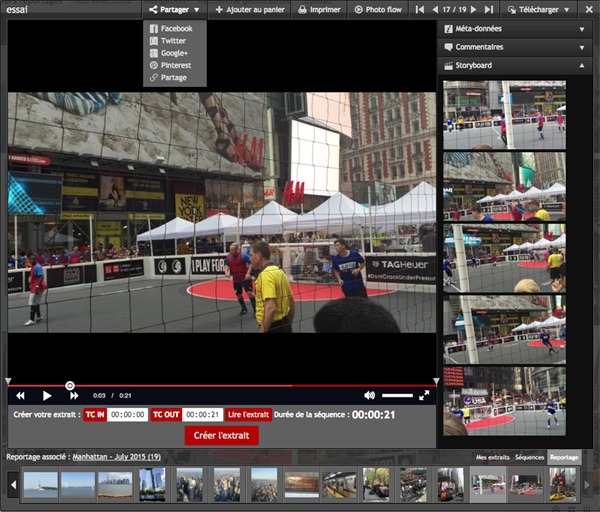 essai
Partager
Ajouter au panier
Imprimer
Photo flow
17 / 19
Télécharger
Facebook
Twitter
Google+
Pinterest
Partage
Méta-données
Commentaires
Storyboard
H&M
H&M
NEW YORK
I PLAY FOR
TAGHeuer
#DontCrackUnderPressur
USA
0:03 / 0:21
Créer votre extrait : TC IN 00:00:00 TC OUT 00:00:21 Lire l'extrait Durée de la séquence : 00:00:21
Créer l'extrait
Reportage associé : Manhattan - July 2015 (19)
Mes extraits Séquences Reportage